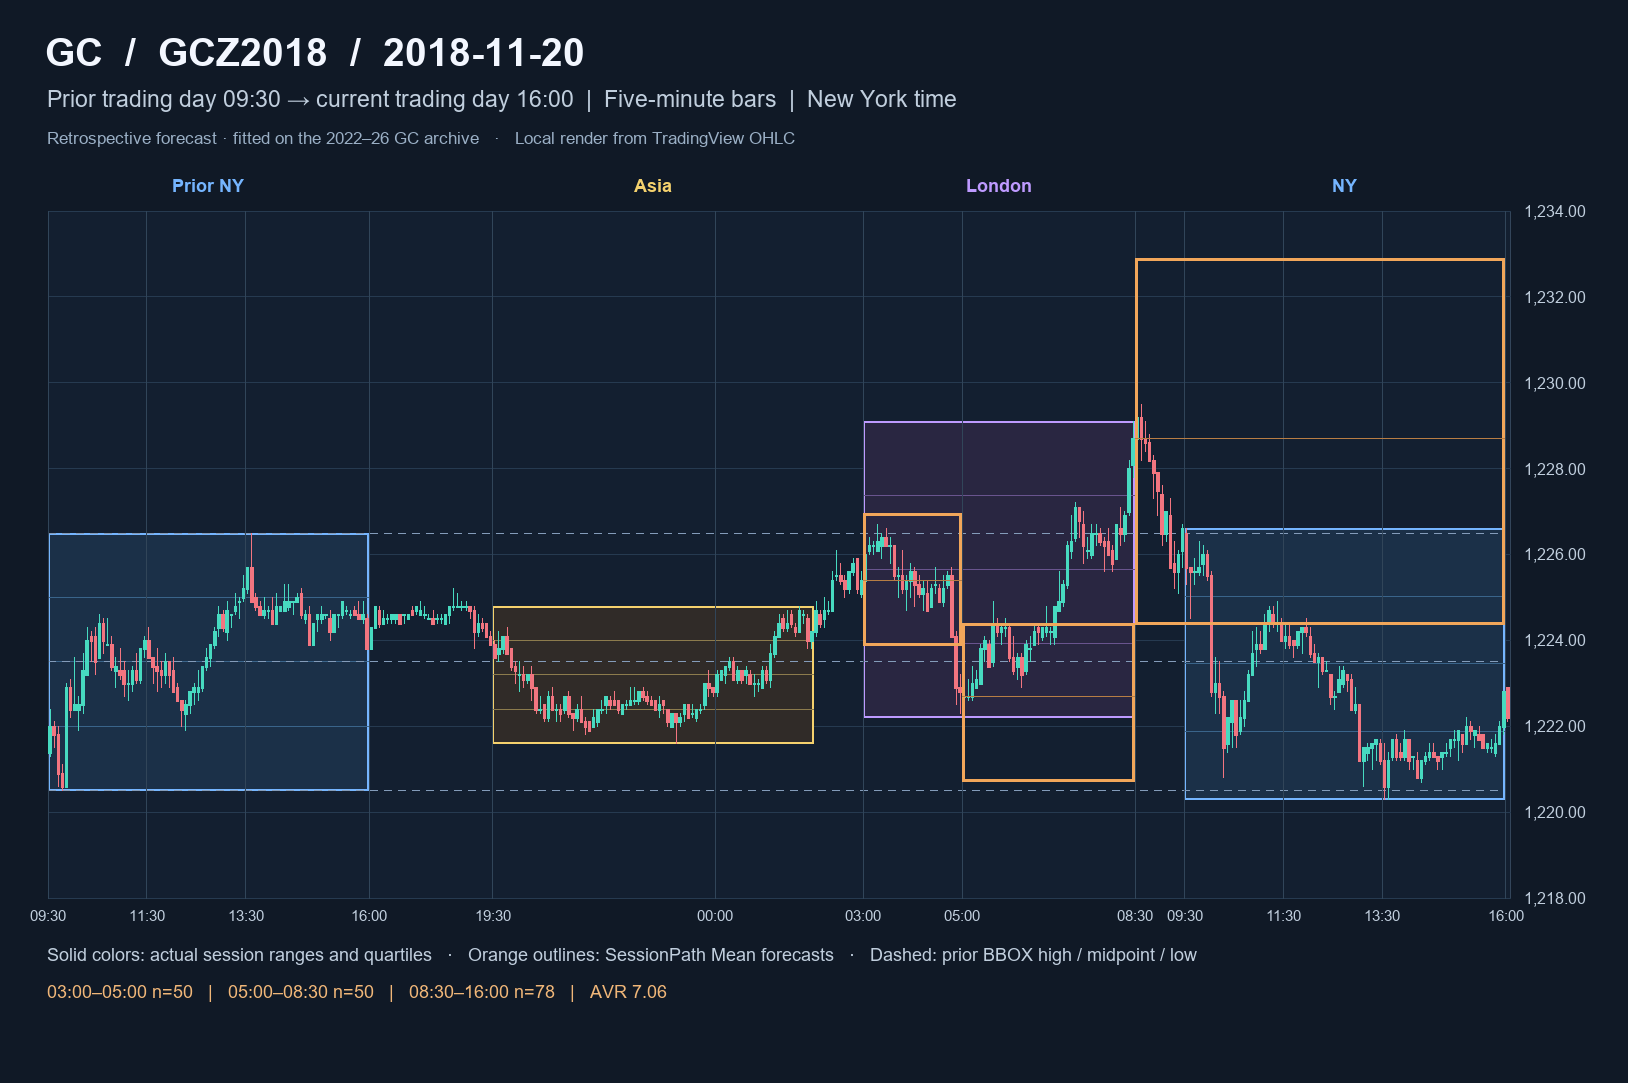 GC / GCZ2018 / 2018-11-20
Prior trading day 09:30 → current trading day 16:00 | Five-minute bars | New York time
Retrospective forecast · fitted on the 2022–26 GC archive · Local render from TradingView OHLC
Prior NY Asia London NY
1,234.00
1,232.00
1,230.00
1,228.00
1,226.00
1,224.00
1,222.00
1,220.00
1,218.00
09:30 11:30 13:30 16:00 19:30 00:00 03:00 05:00 08:30 09:30 11:30 13:30 16:00
Solid colors: actual session ranges and quartiles · Orange outlines: SessionPath Mean forecasts · Dashed: prior BBOX high / midpoint / low
03:00–05:00 n=50 | 05:00–08:30 n=50 | 08:30–16:00 n=78 | AVR 7.06